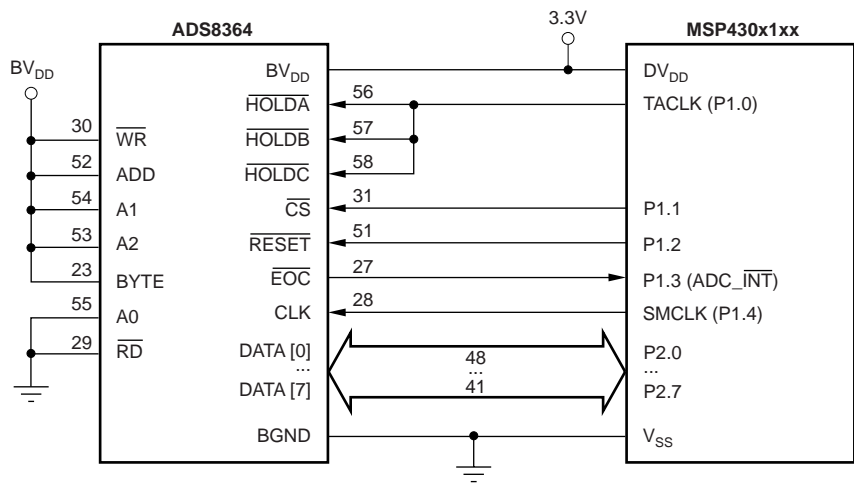 3.3V
ADS8364
MSP430x1xx
BVDD
BVDD
DVDD
HOLDA
56
TACLK (P1.0)
30
WR
HOLDB
57
52
ADD
HOLDC
58
54
A1
CS
31
P1.1
53
A2
RESET
51
P1.2
23
BYTE
EOC
27
P1.3 (ADC_INT)
55
A0
CLK
28
SMCLK (P1.4)
29
RD
DATA [0]
48
P2.0
...
...
...
DATA [7]
41
P2.7
BGND
VSS